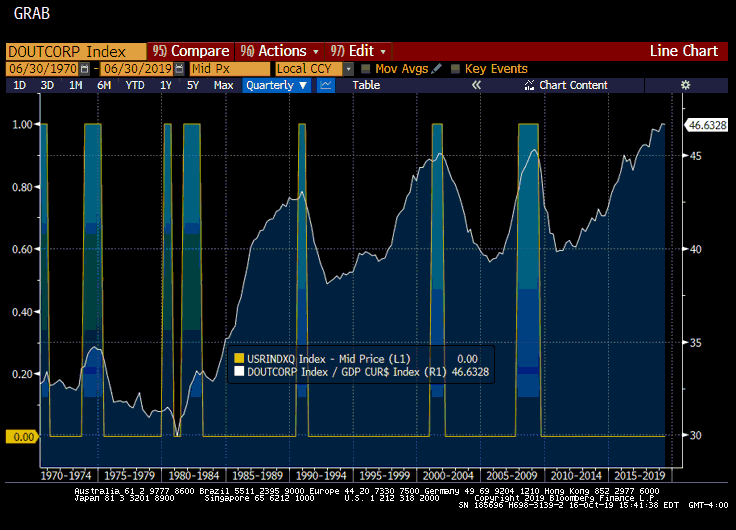 GRAB
DOUTCORP Index 95) Compare 96) Actions 97) Edit Line Chart
06/30/1970 - 06/30/2019 Mid Px Local CCY Mov Avgs Key Events
1D 3D 1M 6M YTD 1Y 5Y Max Quarterly ▼ Table « Chart Content
1.00 46.6328
45
0.80
0.60 40
0.40
35
USRINDXQ Index - Mid Price (L1) 0.00
0.20 DOUTCORP Index / GDP CUR$ Index (R1) 46.6328
0.00 30
1970-1974 1975-1979 1980-1984 1985-1989 1990-1994 1995-1999 2000-2004 2005-2009 2010-2014 2015-2019
Australia 61 2 9777 8600 Brazil 5511 2395 9000 Europe 44 20 7330 7500 Germany 49 69 9204 1210 Hong Kong 852 2977 6000
Japan 81 3 3201 8900 Singapore 65 6212 1000 U.S. 1 212 318 2000 Copyright 2019 Bloomberg Finance L.P.
SN 185696 H698-3139-2 16-Oct-19 15:41:38 EDT GMT-4:00